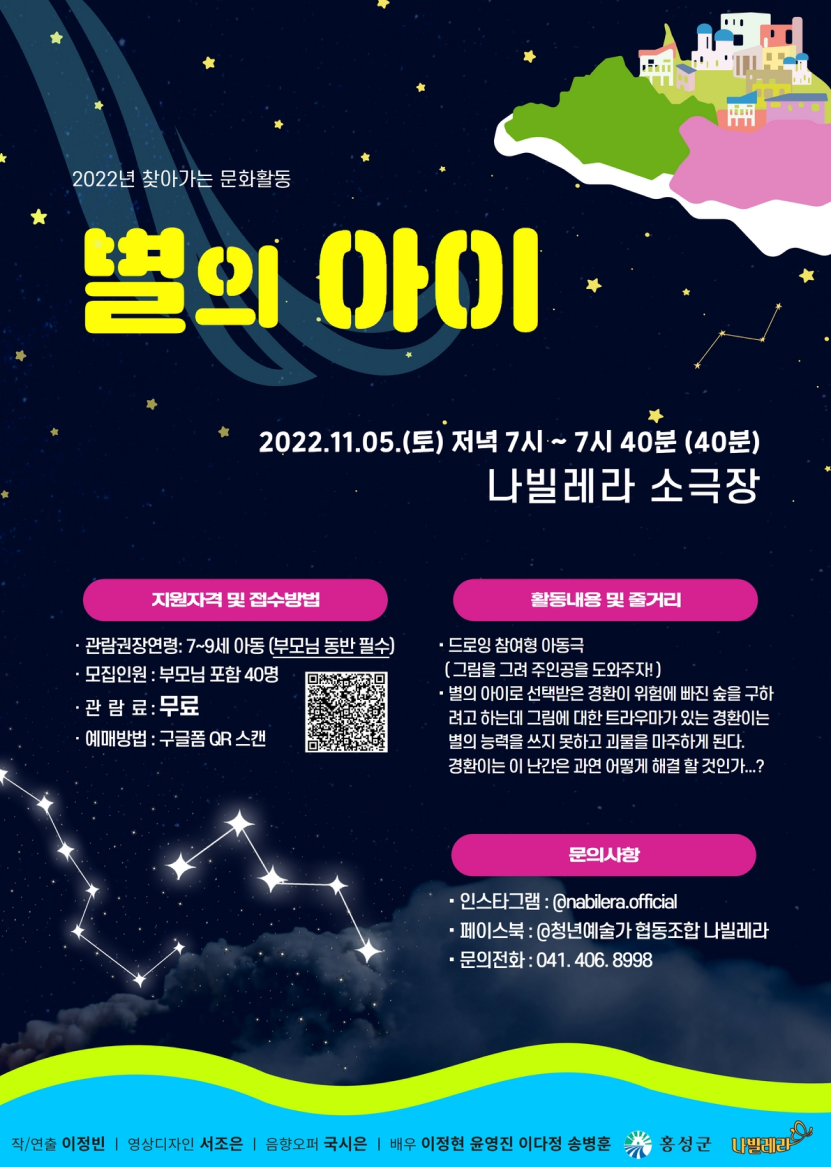 2022년 찾아가는 문화활동
별의 아이
2022.11.05.(토) 저녁 7시 ~ 7시 40분 (40분)
나빌레라 소극장
지원자격 및 접수방법
· 관람권장연령: 7~9세 아동 (부모님 동반 필수)
· 모집인원 : 부모님 포함 40명
· 관 람 료 : 무료
· 예매방법 : 구글폼 QR 스캔
활동내용 및 줄거리
· 드로잉 참여형 아동극
( 그림을 그려 주인공을 도와주자! )
· 별의 아이로 선택받은 경환이 위험에 빠진 숲을 구하
려고 하는데 그림에 대한 트라우마가 있는 경환이는
별의 능력을 쓰지 못하고 괴물을 마주하게 된다.
경환이는 이 난간은 과연 어떻게 해결 할 것인가...?
문의사항
· 인스타그램 : @nabilera.official
· 페이스북 : @청년예술가 협동조합 나빌레라
· 문의전화 : 041. 406. 8998
작/연출 이정빈 ㅣ 영상디자인 서조은 ㅣ 음향오퍼 국시은 ㅣ 배우 이정현 윤영진 이다정 송병훈 홍성군 나빌레라